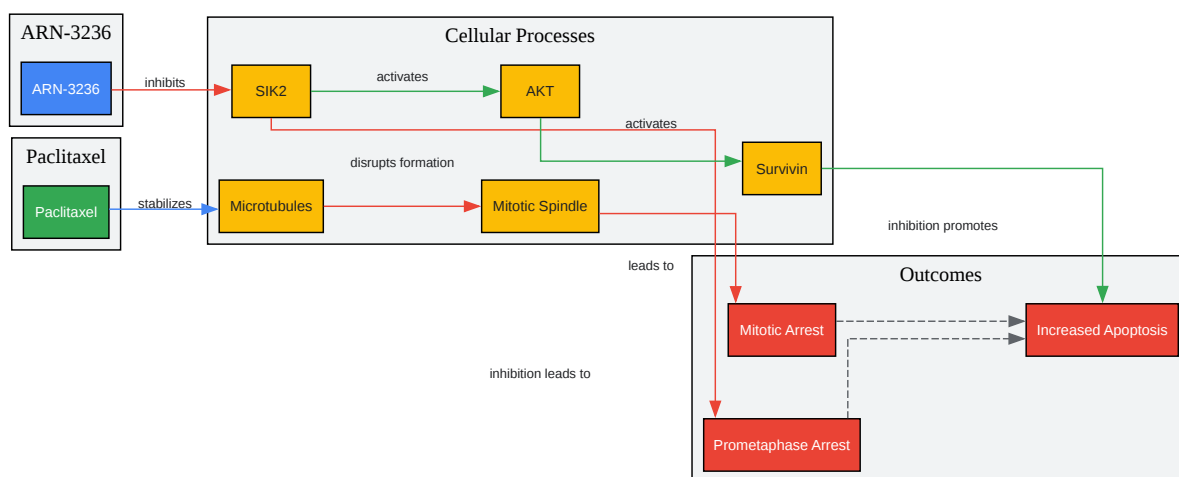 ARN-3236
Cellular Processes
ARN-3236
inhibits
SIK2
activates
AKT
activates
Paclitaxel
disrupts formation
Survivin
Paclitaxel
stabilizes
Microtubules
Mitotic Spindle
inhibition promotes
leads to
Outcomes
Mitotic Arrest
Increased Apoptosis
inhibition leads to
Prometaphase Arrest